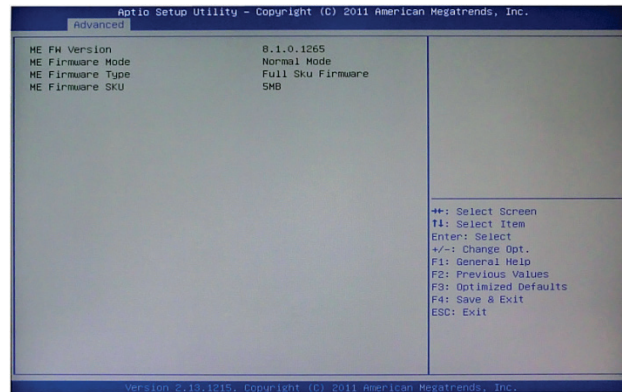 Aptio Setup Utility – Copyright (C) 2011 American Megatrends, Inc.
Advanced
ME FW Version 8.1.0.1265
ME Firmware Mode Normal Mode
ME Firmware Type Full Sku Firmware
ME Firmware SKU 5MB
→←: Select Screen
↑↓: Select Item
Enter: Select
+/-: Change Opt.
F1: General Help
F2: Previous Values
F3: Optimized Defaults
F4: Save & Exit
ESC: Exit
Version 2.13.1215. Copyright (C) 2011 American Megatrends, Inc.